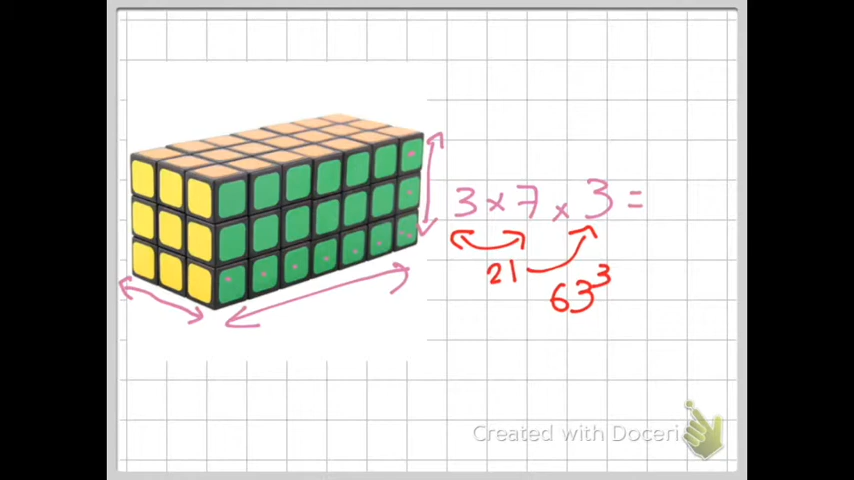 3 x 7 x 3 =
21
63³
Created with Doceri